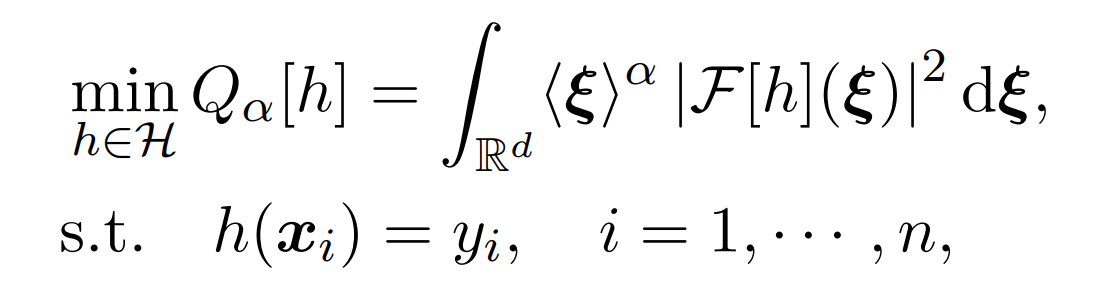 min_{h∈ℋ} Q_α[h] = ∫_{ℝ^d} ⟨ξ⟩^α |ℱ[h](ξ)|² dξ,
s.t. h(x_i) = y_i, i = 1, ⋯ , n,